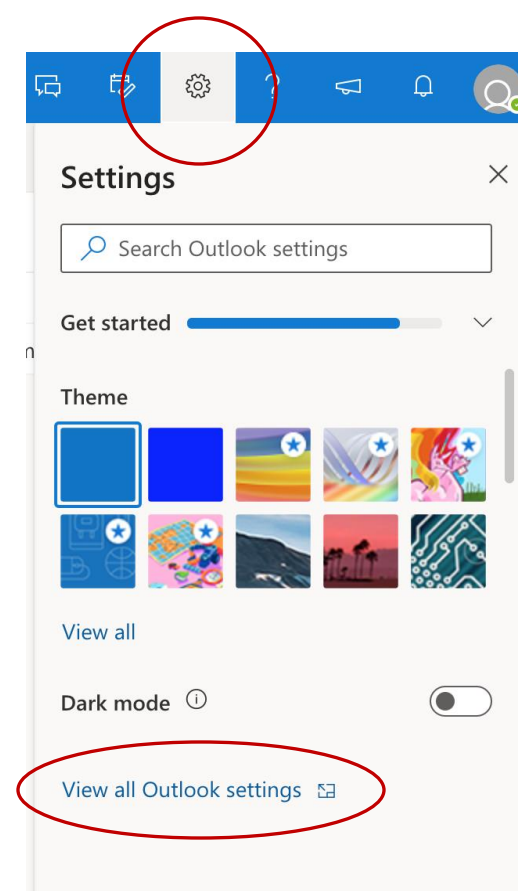 Settings
Search Outlook settings
Get started
Theme
View all
Dark mode
View all Outlook settings